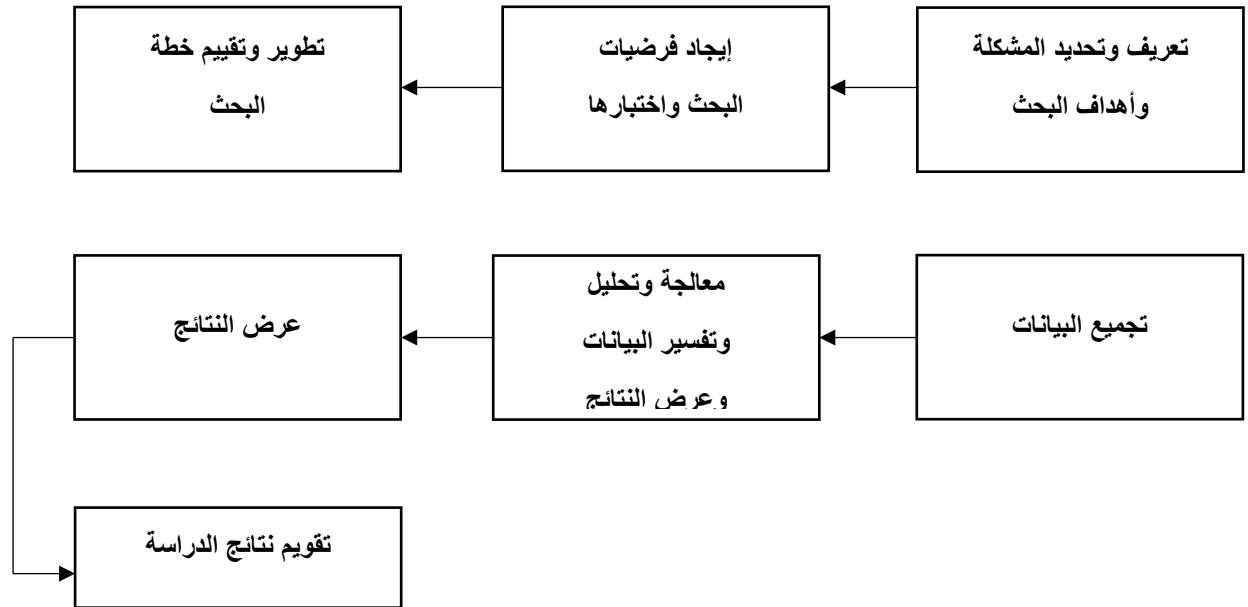 تعريف وتحديد المشكلة
وأهداف البحث
إيجاد فرضيات
البحث واختبارها
تطوير وتقييم خطة
البحث
تجميع البيانات
معالجة وتحليل
وتفسير البيانات
وعرض النتائج
عرض النتائج
تقويم نتائج الدراسة